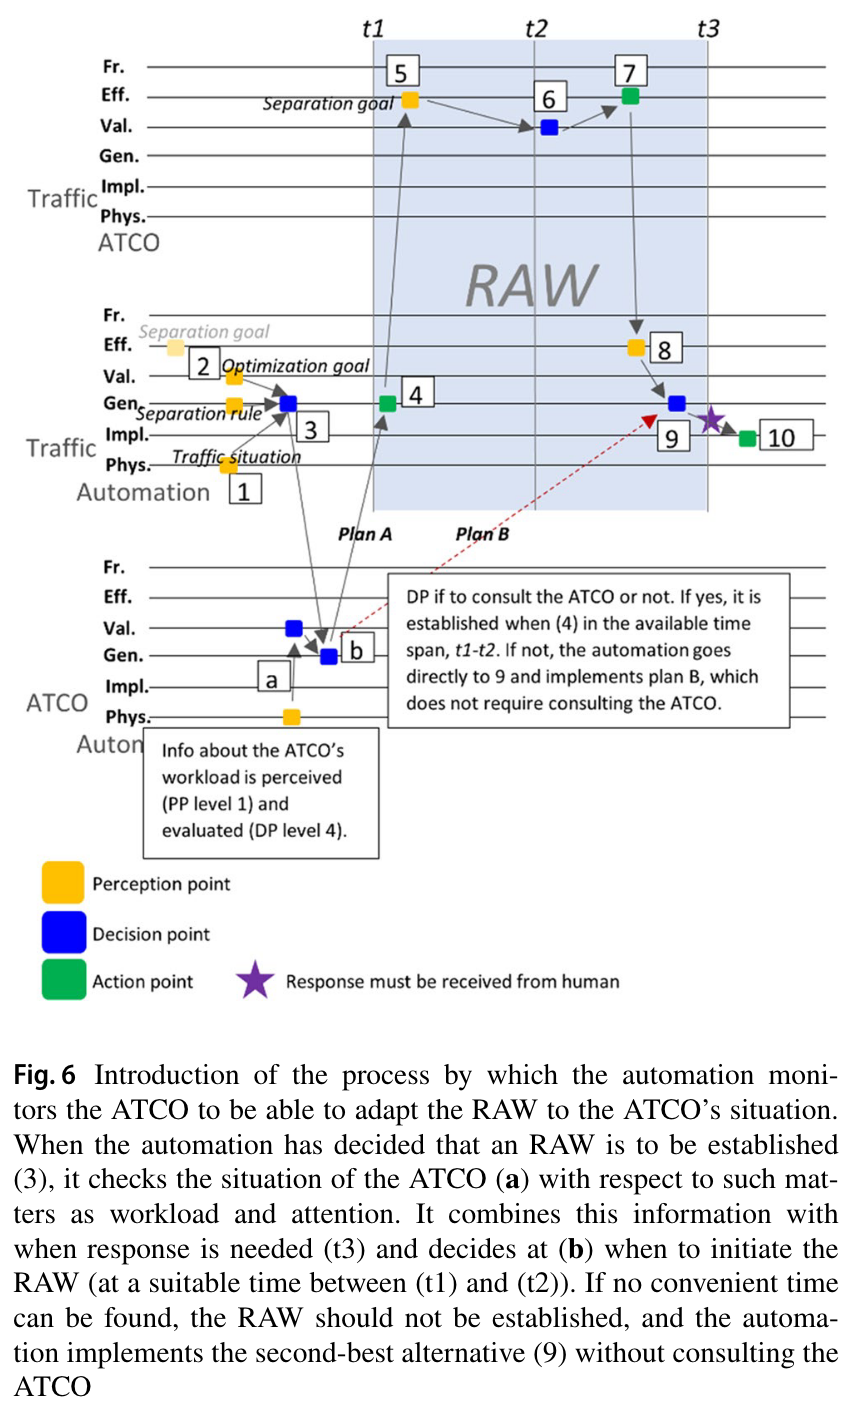 t1 t2 t3
Fr.
5 7
Eff.
Separation goal
6
Val.
Gen.
Impl.
Traffic
Phys.
ATCO
RAW
Fr.
Separation goal
Eff.
8
2 Optimization goal
Val.
4
Gen.
Separation rule
3
9 10
Impl.
Traffic
Traffic situation
Phys.
1
Automation
Plan A Plan B
Fr.
Eff.
Val.
b
Gen.
a
Impl.
ATCO
Phys.
Autom
DP if to consult the ATCO or not. If yes, it is
established when (4) in the available time
span, t1-t2. If not, the automation goes
directly to 9 and implements plan B, which
does not require consulting the ATCO.
Info about the ATCO’s
workload is perceived
(PP level 1) and
evaluated (DP level 4).
Perception point
Decision point
Action point
Response must be received from human
Fig. 6 Introduction of the process by which the automation moni-
tors the ATCO to be able to adapt the RAW to the ATCO’s situation.
When the automation has decided that an RAW is to be established
(3), it checks the situation of the ATCO (a) with respect to such mat-
ters as workload and attention. It combines this information with
when response is needed (t3) and decides at (b) when to initiate the
RAW (at a suitable time between (t1) and (t2)). If no convenient time
can be found, the RAW should not be established, and the automa-
tion implements the second-best alternative (9) without consulting the
ATCO